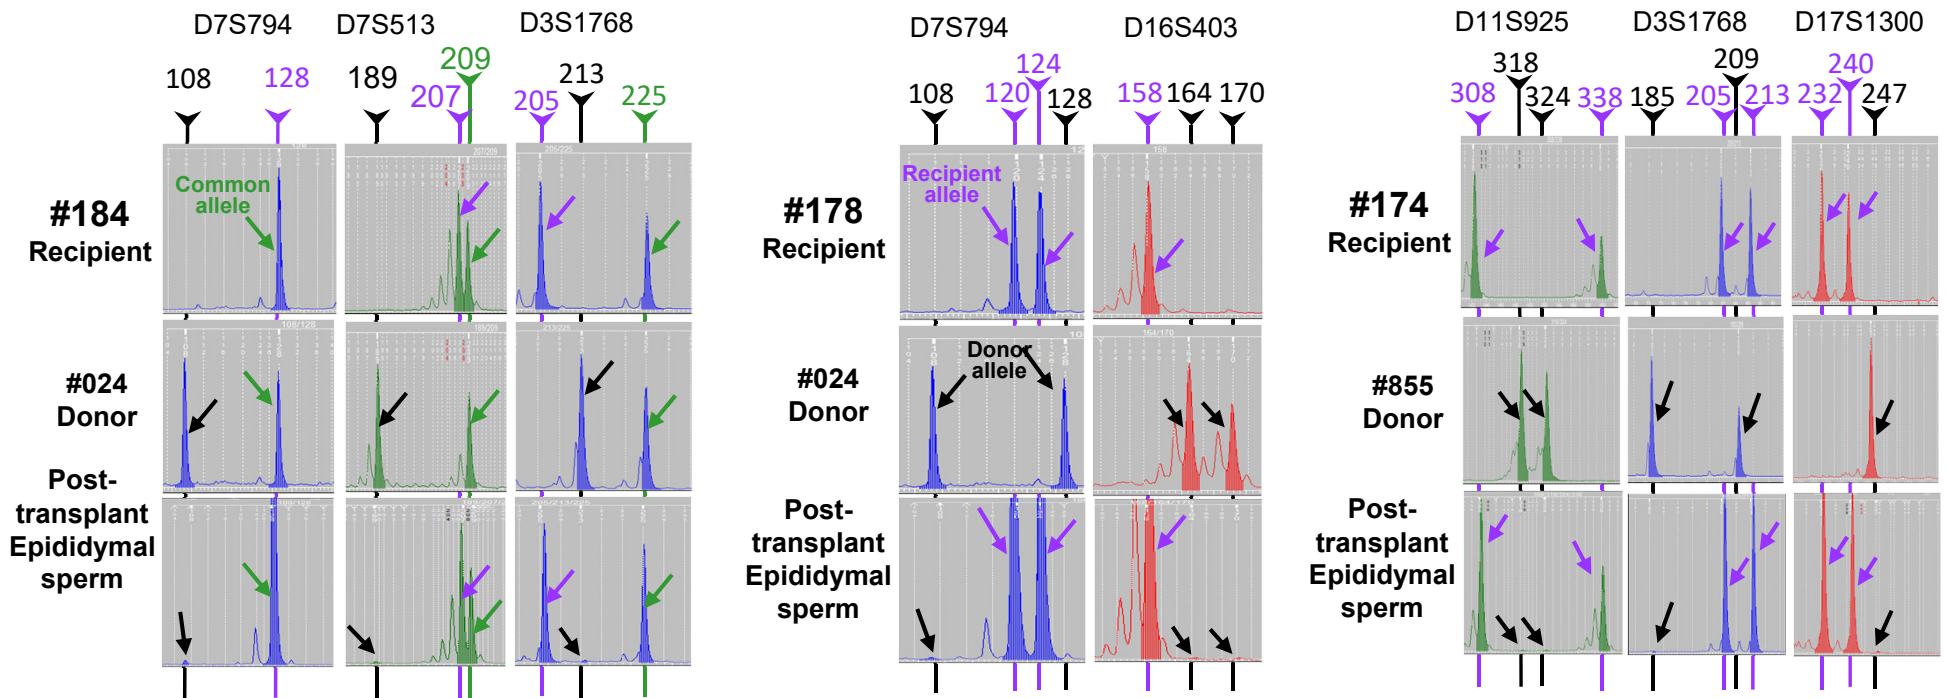 D7S794 D7S513 D3S1768
108 128 189 207 209 205 213 225
#184
Recipient
Common
allele
#024
Donor
Post-
transplant
Epididymal
sperm
D7S794 D16S403
108 120 124 128 158 164 170
#178
Recipient
Recipient
allele
#024
Donor
Donor
allele
Post-
transplant
Epididymal
sperm
D11S925 D3S1768 D17S1300
308 318 324 338 185 205 209 213 232 240 247
#174
Recipient
#855
Donor
Post-
transplant
Epididymal
sperm